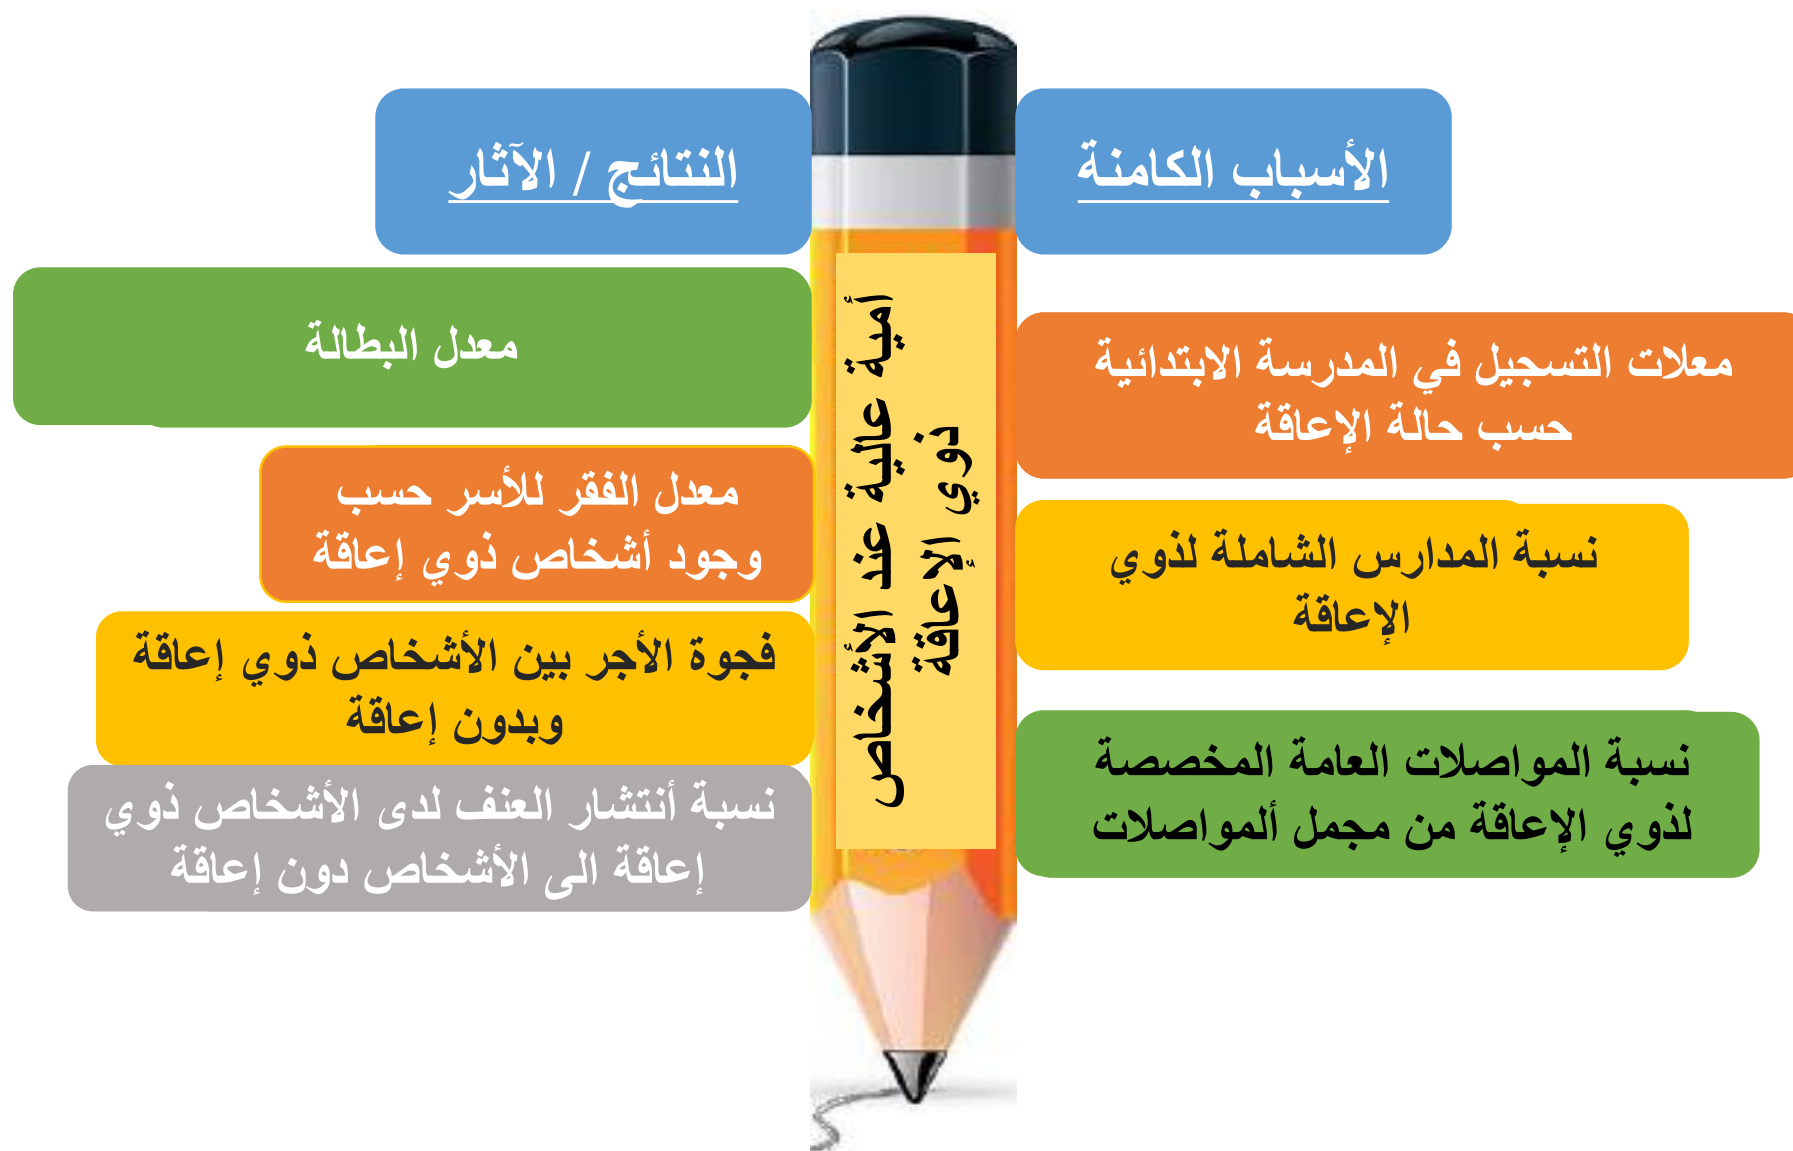 الأسباب الكامنة
معلات التسجيل في المدرسة الابتدائية
حسب حالة الإعاقة
نسبة المدارس الشاملة لذوي
الإعاقة
نسبة المواصلات العامة المخصصة
لذوي الإعاقة من مجمل ألمواصلات
أمية عالية عند الأشخاص
ذوي الإعاقة
النتائج / الآثار
معدل البطالة
معدل الفقر للأسر حسب
وجود أشخاص ذوي إعاقة
فجوة الأجر بين الأشخاص ذوي إعاقة
وبدون إعاقة
نسبة أنتشار العنف لدى الأشخاص ذوي
إعاقة الى الأشخاص دون إعاقة